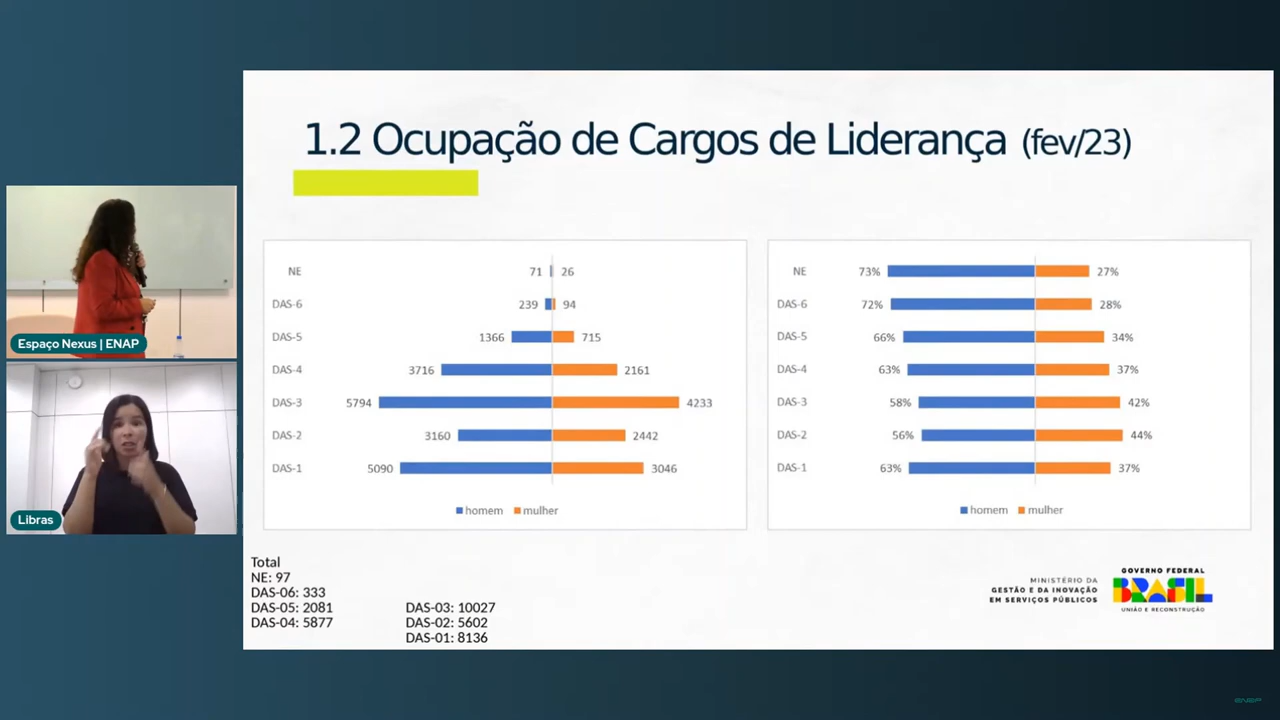 1.2 Ocupação de Cargos de Liderança (fev/23)
NE 71 26
DAS-6 239 94
DAS-5 1366 715
DAS-4 3716 2161
DAS-3 5794 4233
DAS-2 3160 2442
DAS-1 5090 3046
homem mulher
NE 73% 27%
DAS-6 72% 28%
DAS-5 66% 34%
DAS-4 63% 37%
DAS-3 58% 42%
DAS-2 56% 44%
DAS-1 63% 37%
homem mulher
Espaço Nexus | ENAP
Libras
Total
NE: 97
DAS-06: 333
DAS-05: 2081
DAS-04: 5877
DAS-03: 10027
DAS-02: 5602
DAS-01: 8136
MINISTÉRIO DA
GESTÃO E DA INOVAÇÃO
EM SERVIÇOS PÚBLICOS
GOVERNO FEDERAL
BRASIL
UNIÃO E RECONSTRUÇÃO
ENAP